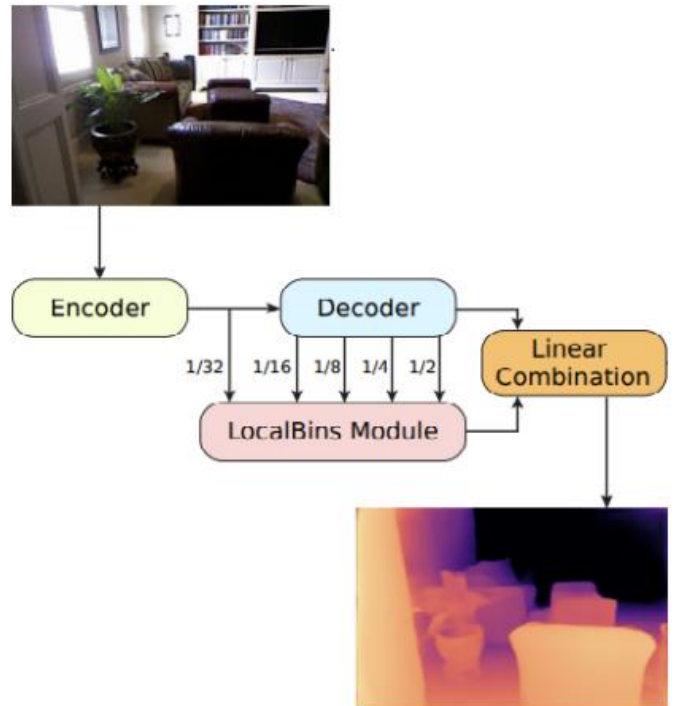 Encoder
Decoder
Linear
Combination
1/32
1/16
1/8
1/4
1/2
LocalBins Module